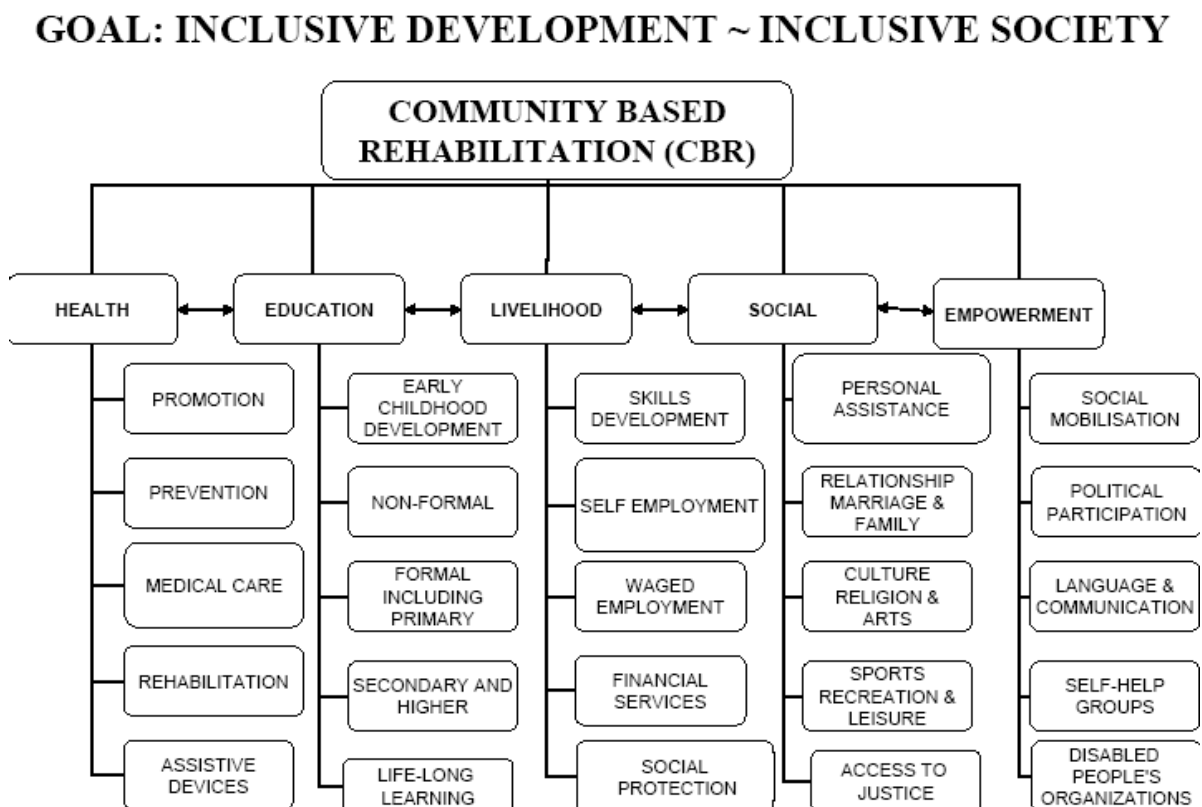 GOAL: INCLUSIVE DEVELOPMENT ~ INCLUSIVE SOCIETY
COMMUNITY BASED
REHABILITATION (CBR)
HEALTH
EDUCATION
LIVELIHOOD
SOCIAL
EMPOWERMENT
PROMOTION
PREVENTION
MEDICAL CARE
REHABILITATION
ASSISTIVE
DEVICES
EARLY
CHILDHOOD
DEVELOPMENT
NON-FORMAL
FORMAL
INCLUDING
PRIMARY
SECONDARY AND
HIGHER
LIFE-LONG
LEARNING
SKILLS
DEVELOPMENT
SELF EMPLOYMENT
WAGED
EMPLOYMENT
FINANCIAL
SERVICES
SOCIAL
PROTECTION
PERSONAL
ASSISTANCE
RELATIONSHIP
MARRIAGE &
FAMILY
CULTURE
RELIGION &
ARTS
SPORTS
RECREATION &
LEISURE
ACCESS TO
JUSTICE
SOCIAL
MOBILISATION
POLITICAL
PARTICIPATION
LANGUAGE &
COMMUNICATION
SELF-HELP
GROUPS
DISABLED
PEOPLE'S
ORGANIZATIONS